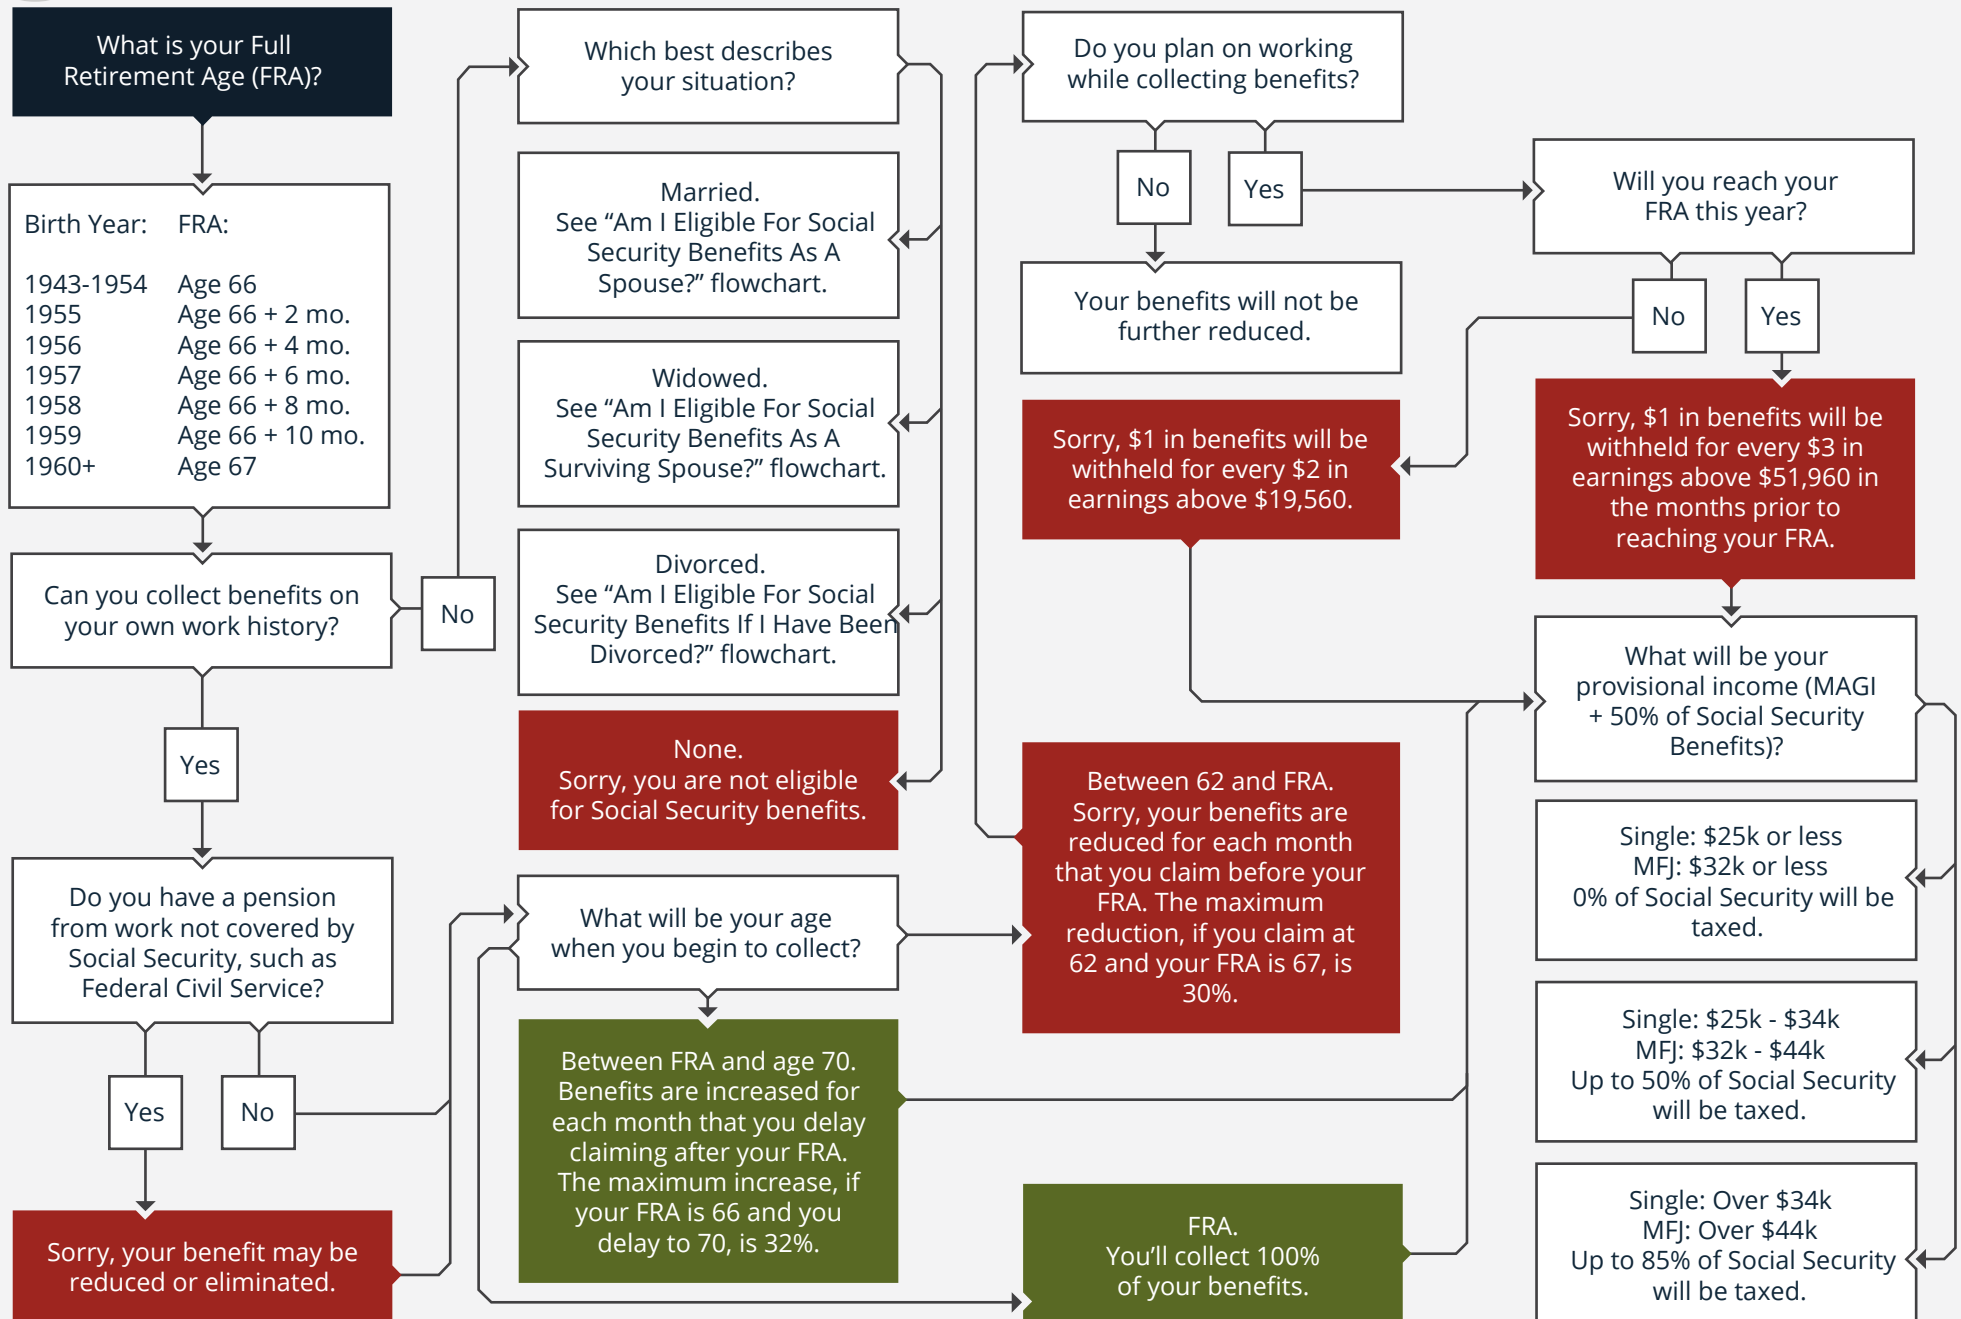 What is your Full
Retirement Age (FRA)?
Birth Year: FRA:
1943-1954 Age 66
1955 Age 66 + 2 mo.
1956 Age 66 + 4 mo.
1957 Age 66 + 6 mo.
1958 Age 66 + 8 mo.
1959 Age 66 + 10 mo.
1960+ Age 67
Can you collect benefits on
your own work history?
No
Yes
Do you have a pension
from work not covered by
Social Security, such as
Federal Civil Service?
Yes
No
Sorry, your benefit may be
reduced or eliminated.
Which best describes
your situation?
Married.
See “Am I Eligible For Social
Security Benefits As A
Spouse?” flowchart.
Widowed.
See “Am I Eligible For Social
Security Benefits As A
Surviving Spouse?” flowchart.
Divorced.
See “Am I Eligible For Social
Security Benefits If I Have Been
Divorced?” flowchart.
None.
Sorry, you are not eligible
for Social Security benefits.
What will be your age
when you begin to collect?
Between FRA and age 70.
Benefits are increased for
each month that you delay
claiming after your FRA.
The maximum increase, if
your FRA is 66 and you
delay to 70, is 32%.
Do you plan on working
while collecting benefits?
No
Yes
Your benefits will not be
further reduced.
Sorry, $1 in benefits will be
withheld for every $2 in
earnings above $19,560.
Between 62 and FRA.
Sorry, your benefits are
reduced for each month
that you claim before your
FRA. The maximum
reduction, if you claim at
62 and your FRA is 67, is
30%.
FRA.
You’ll collect 100%
of your benefits.
Will you reach your
FRA this year?
No
Yes
Sorry, $1 in benefits will be
withheld for every $3 in
earnings above $51,960 in
the months prior to
reaching your FRA.
What will be your
provisional income (MAGI
+ 50% of Social Security
Benefits)?
Single: $25k or less
MFJ: $32k or less
0% of Social Security will be
taxed.
Single: $25k - $34k
MFJ: $32k - $44k
Up to 50% of Social Security
will be taxed.
Single: Over $34k
MFJ: Over $44k
Up to 85% of Social Security
will be taxed.